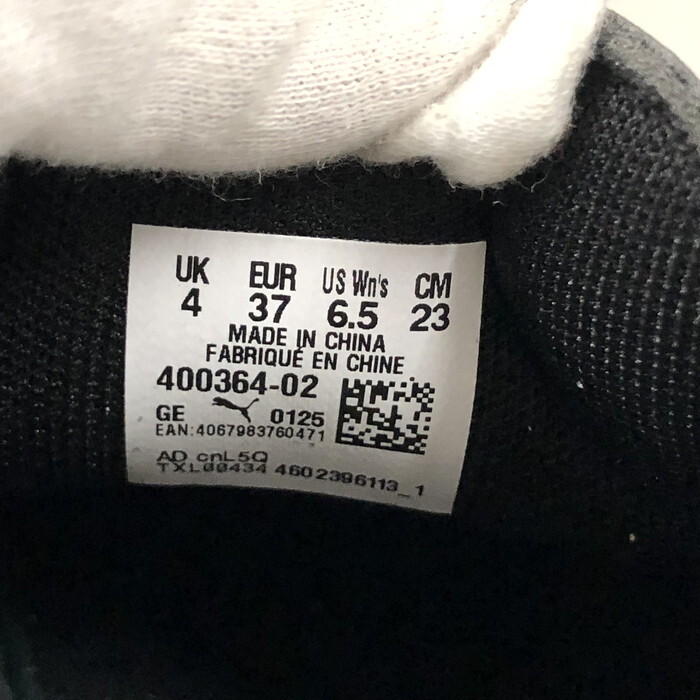 UK EUR US Wn's CM
4 37 6.5 23
MADE IN CHINA
FABRIQUÉ EN CHINE
400364-02
GE 0125
EAN:4067983760471
AD cnL5Q
TXL00434 4602396113_1